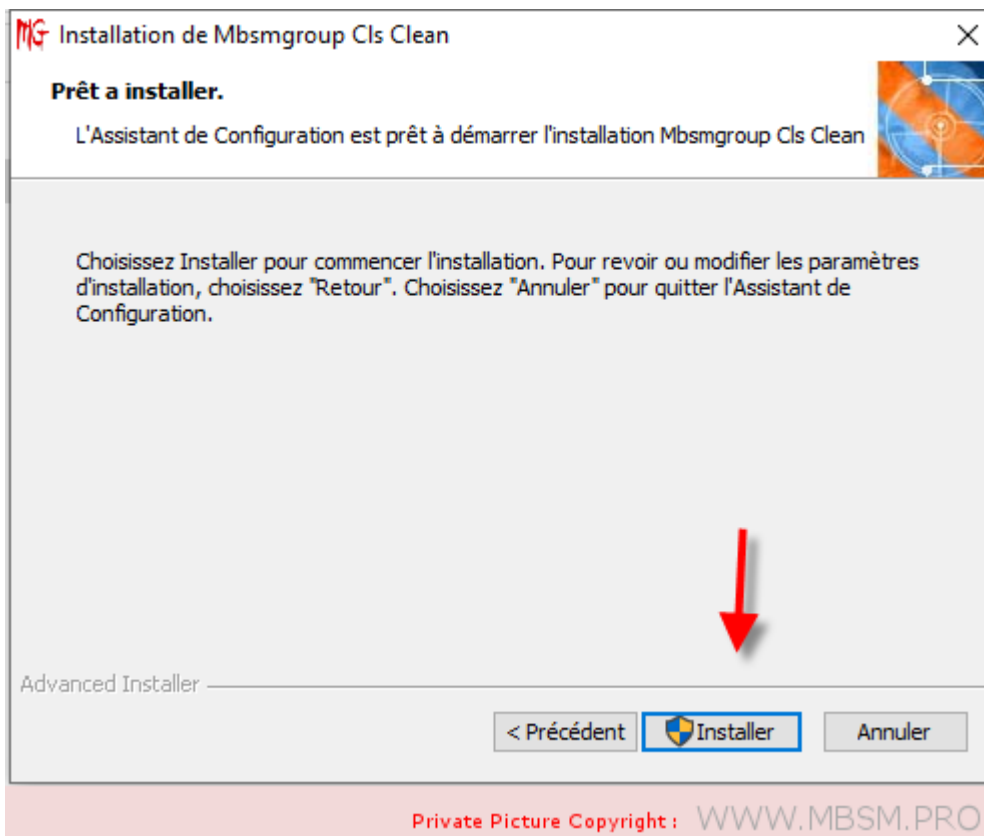 MG Installation de Mbsmgroup Cls Clean
Prêt a installer.
L'Assistant de Configuration est prêt à démarrer l'installation Mbsmgroup Cls Clean
Choisissez Installer pour commencer l'installation. Pour revoir ou modifier les paramètres
d'installation, choisissez "Retour". Choisissez "Annuler" pour quitter l'Assistant de
Configuration.
Advanced Installer
< Précédent Installer Annuler
Private Picture Copyright : WWW.MBSM.PRO